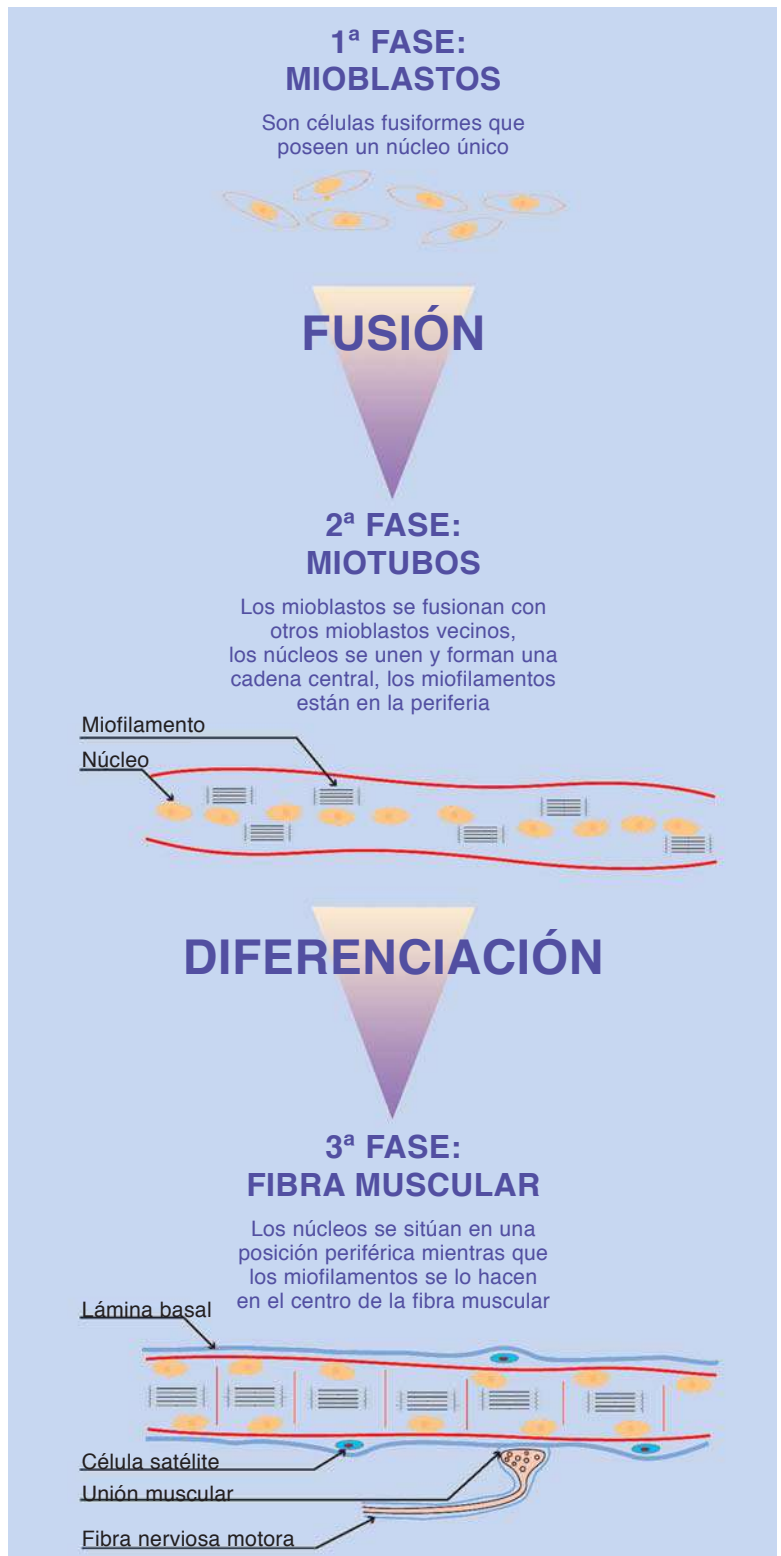 1ª FASE:
MIOBLASTOS
Son células fusiformes que
poseen un núcleo único
FUSIÓN
2ª FASE:
MIOTUBOS
Los mioblastos se fusionan con
otros mioblastos vecinos,
los núcleos se unen y forman una
cadena central, los miofilamentos
están en la periferia
Miofilamento
Núcleo
DIFERENCIACIÓN
3ª FASE:
FIBRA MUSCULAR
Los núcleos se sitúan en una
posición periférica mientras que
los miofilamentos se lo hacen
en el centro de la fibra muscular
Lámina basal
Célula satélite
Unión muscular
Fibra nerviosa motora